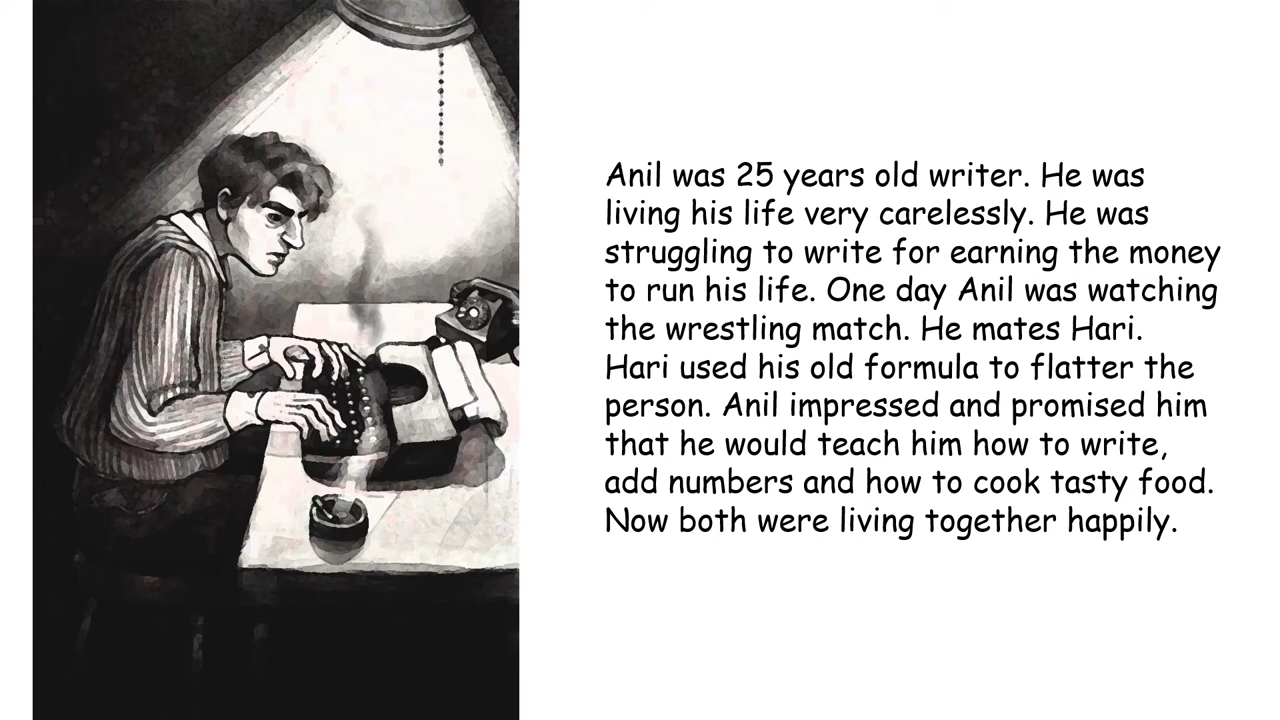 Anil was 25 years old writer. He was
living his life very carelessly. He was
struggling to write for earning the money
to run his life. One day Anil was watching
the wrestling match. He mates Hari.
Hari used his old formula to flatter the
person. Anil impressed and promised him
that he would teach him how to write,
add numbers and how to cook tasty food.
Now both were living together happily.